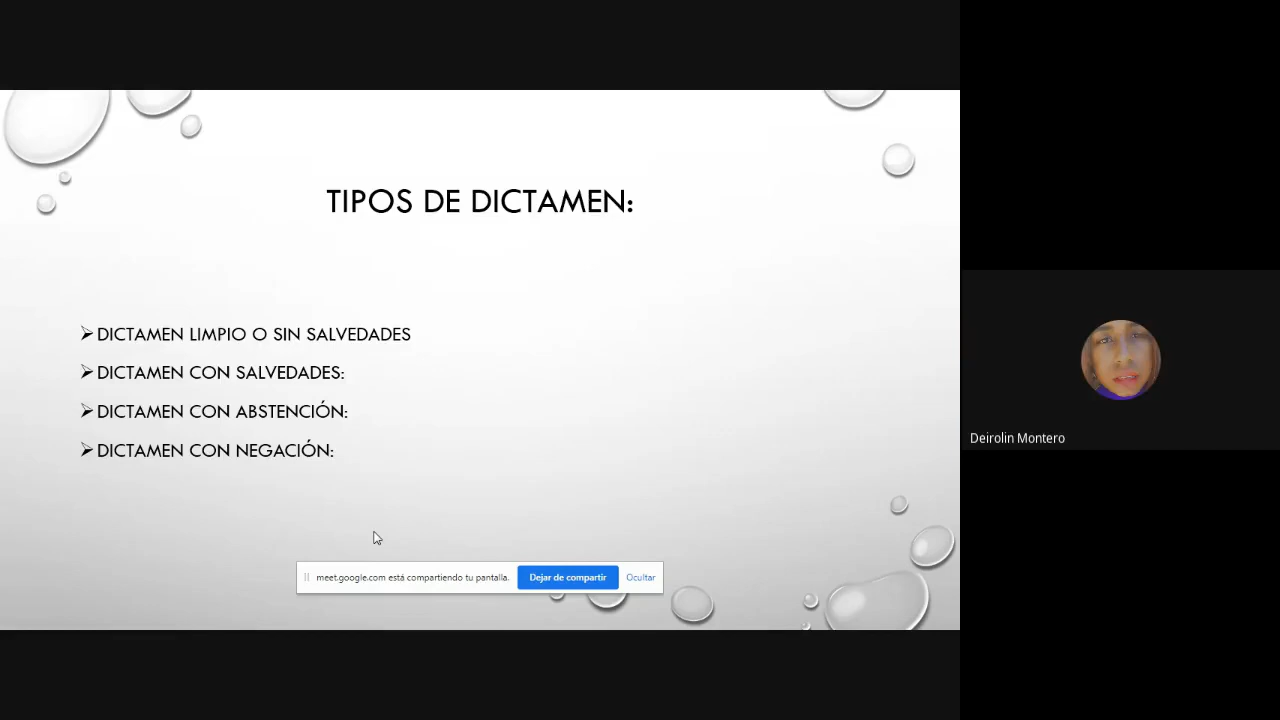 TIPOS DE DICTAMEN:
DICTAMEN LIMPIO O SIN SALVEDADES
DICTAMEN CON SALVEDADES:
DICTAMEN CON ABSTENCIÓN:
DICTAMEN CON NEGACIÓN:
meet.google.com está compartiendo tu pantalla. Dejar de compartir Ocultar
Deirolin Montero